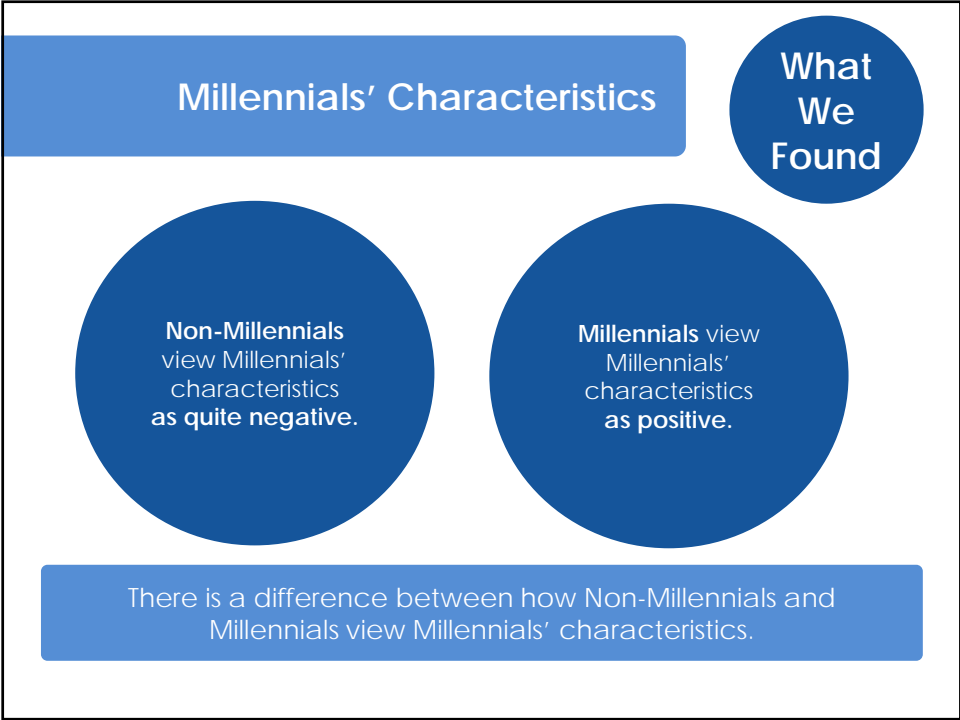 Millennials' Characteristics
What
We
Found
Non-Millennials
view Millennials'
characteristics
as quite negative.
Millennials view
Millennials'
characteristics
as positive.
There is a difference between how Non-Millennials and
Millennials view Millennials' characteristics.